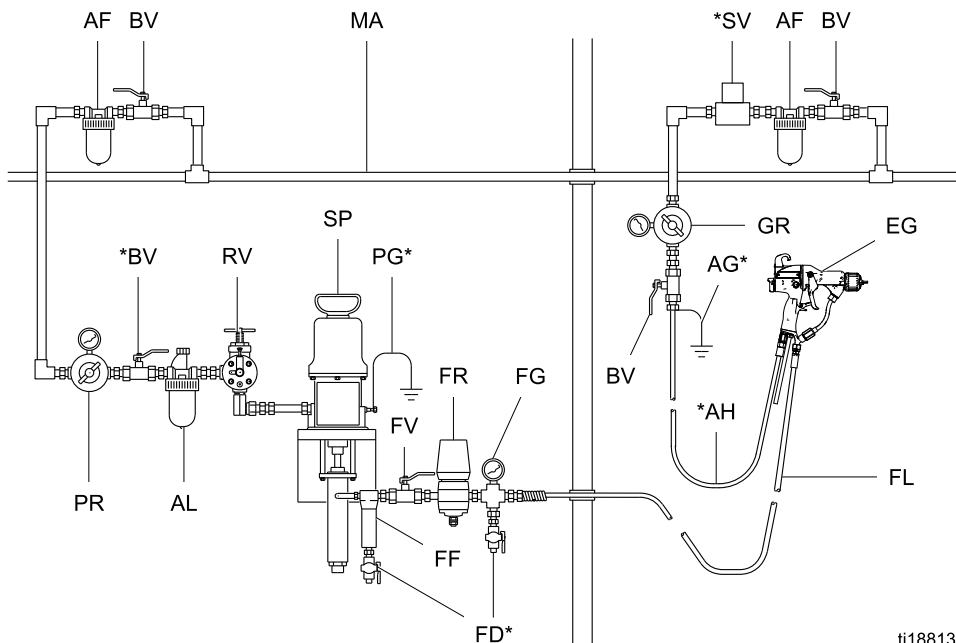 AF BV MA *SV AF BV
SP
*BV RV PG* GR EG
AG*
BV
FR FG
FV *AH
PR AL FL
FF
FD*
ti18813